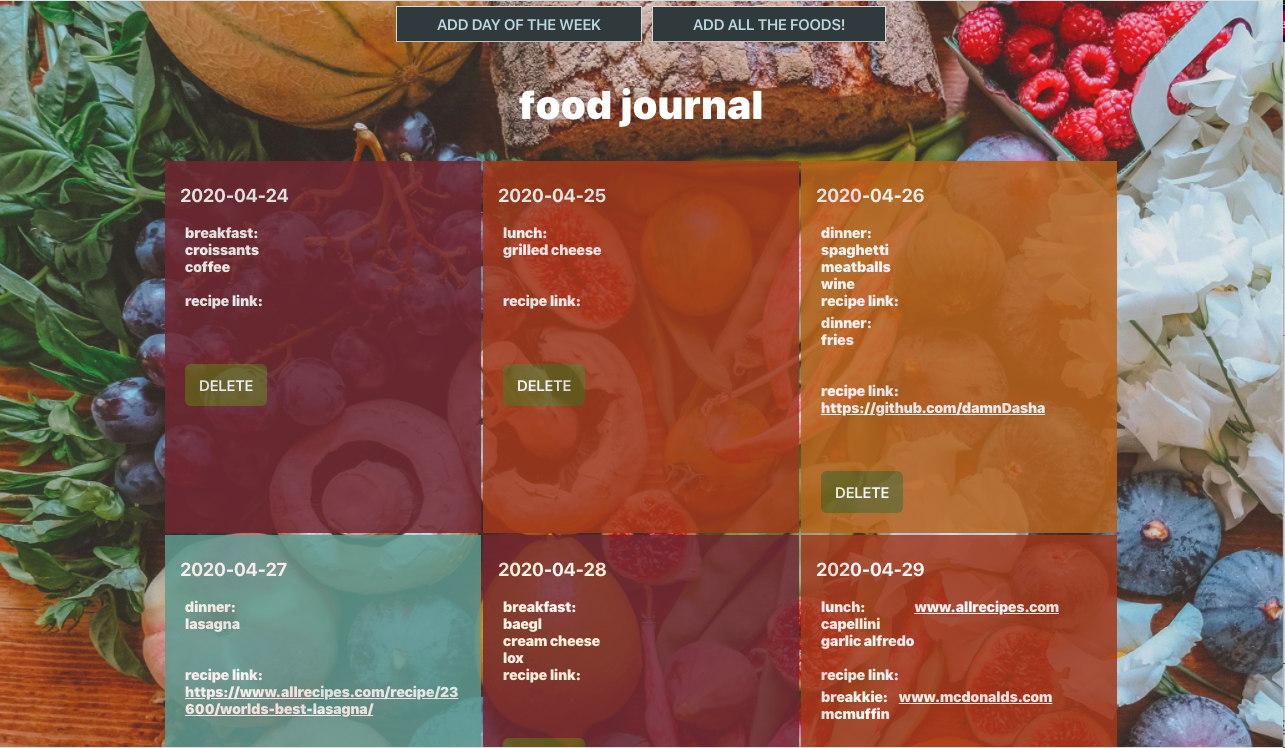 ADD DAY OF THE WEEK
ADD ALL THE FOODS!
food journal
2020-04-24
breakfast:
croissants
coffee
recipe link:
DELETE
2020-04-25
lunch:
grilled cheese
recipe link:
DELETE
2020-04-26
dinner:
spaghetti
meatballs
wine
recipe link:
dinner:
fries
recipe link:
https://github.com/damnDasha
DELETE
2020-04-27
dinner:
lasagna
recipe link:
https://www.allrecipes.com/recipe/23
600/worlds-best-lasagna/
2020-04-28
breakfast:
baegl
cream cheese
lox
recipe link:
2020-04-29
lunch: www.allrecipes.com
capellini
garlic alfredo
recipe link:
breakkie: www.mcdonalds.com
mcmuffin